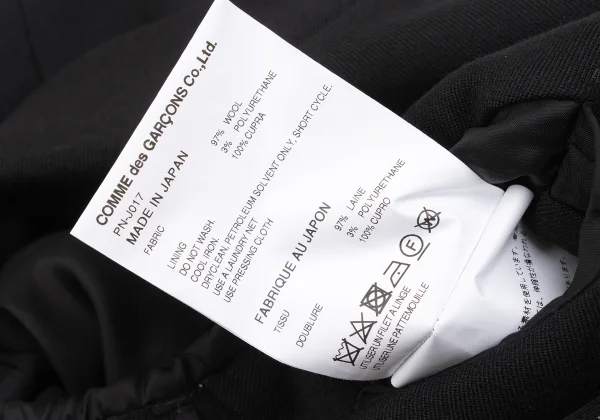 COMME des GARÇONS Co.,Ltd.
PN-J017
MADE IN JAPAN
FABRIC 97% WOOL
3% POLYURETHANE
LINING 100% CUPRA
DO NOT WASH.
COOL IRON.
DRYCLEAN, PETROLEUM SOLVENT ONLY, SHORT CYCLE.
USE A LAUNDRY NET
USE PRESSING CLOTH
FABRIQUE AU JAPON
TISSU 97% LAINE
3% POLYURETHANE
DOUBLURE 100% CUPRO
F W
UTILISER UN FILET A LINGE
UTILISER UNE PATTEMOUILLE